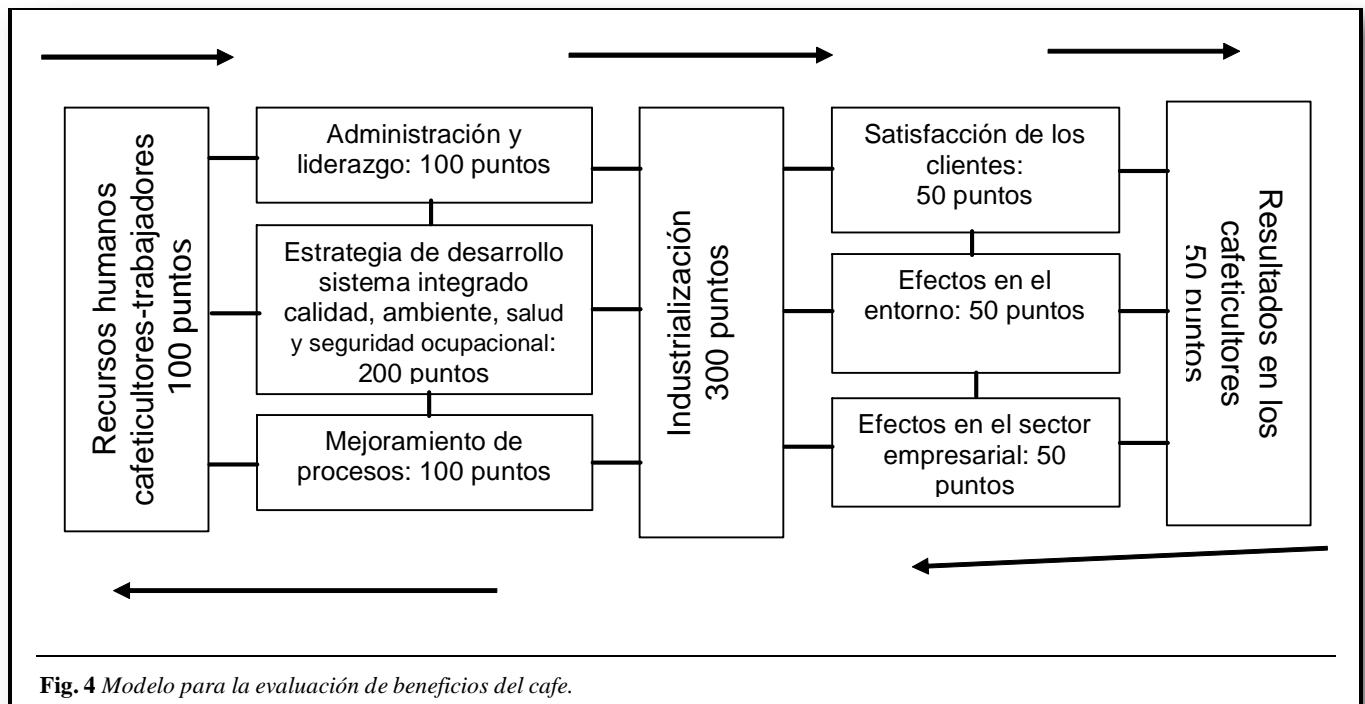 Recursos humanos
cafeticultores-trabajadores
100 puntos
Administración y
liderazgo: 100 puntos
Estrategia de desarrollo
sistema integrado
calidad, ambiente, salud
y seguridad ocupacional:
200 puntos
Mejoramiento de
procesos: 100 puntos
Industrialización
300 puntos
Satisfacción de los
clientes:
50 puntos
Efectos en el
entorno: 50 puntos
Efectos en el sector
empresarial: 50
puntos
Resultados en los
cafeticultores
50 puntos
Fig. 4 Modelo para la evaluación de beneficios del cafe.